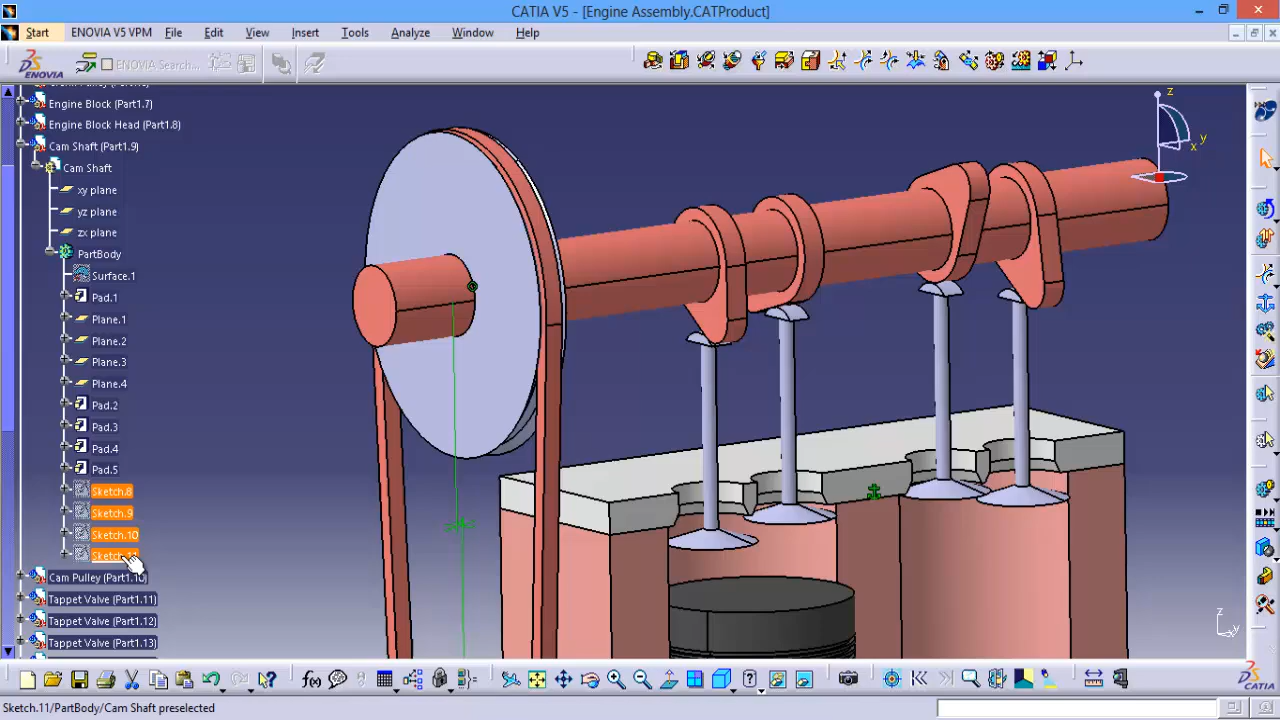 CATIA V5 - [Engine Assembly.CATProduct]
Start ENOVIA V5 VPM File Edit View Insert Tools Analyze Window Help
ENOVIA
ENOVIA Search...
Engine Block (Part1.7)
Engine Block Head (Part1.8)
Cam Shaft (Part1.9)
Cam Shaft
xy plane
yz plane
zx plane
PartBody
Surface.1
Pad.1
Plane.1
Plane.2
Plane.3
Plane.4
Pad.2
Pad.3
Pad.4
Pad.5
Sketch.8
Sketch.9
Sketch.10
Sketch.11
Cam Pulley (Part1.10)
Tappet Valve (Part1.11)
Tappet Valve (Part1.12)
Tappet Valve (Part1.13)
z
y
x
z
y
f(x)
CATIA
Sketch.11/PartBody/Cam Shaft preselected